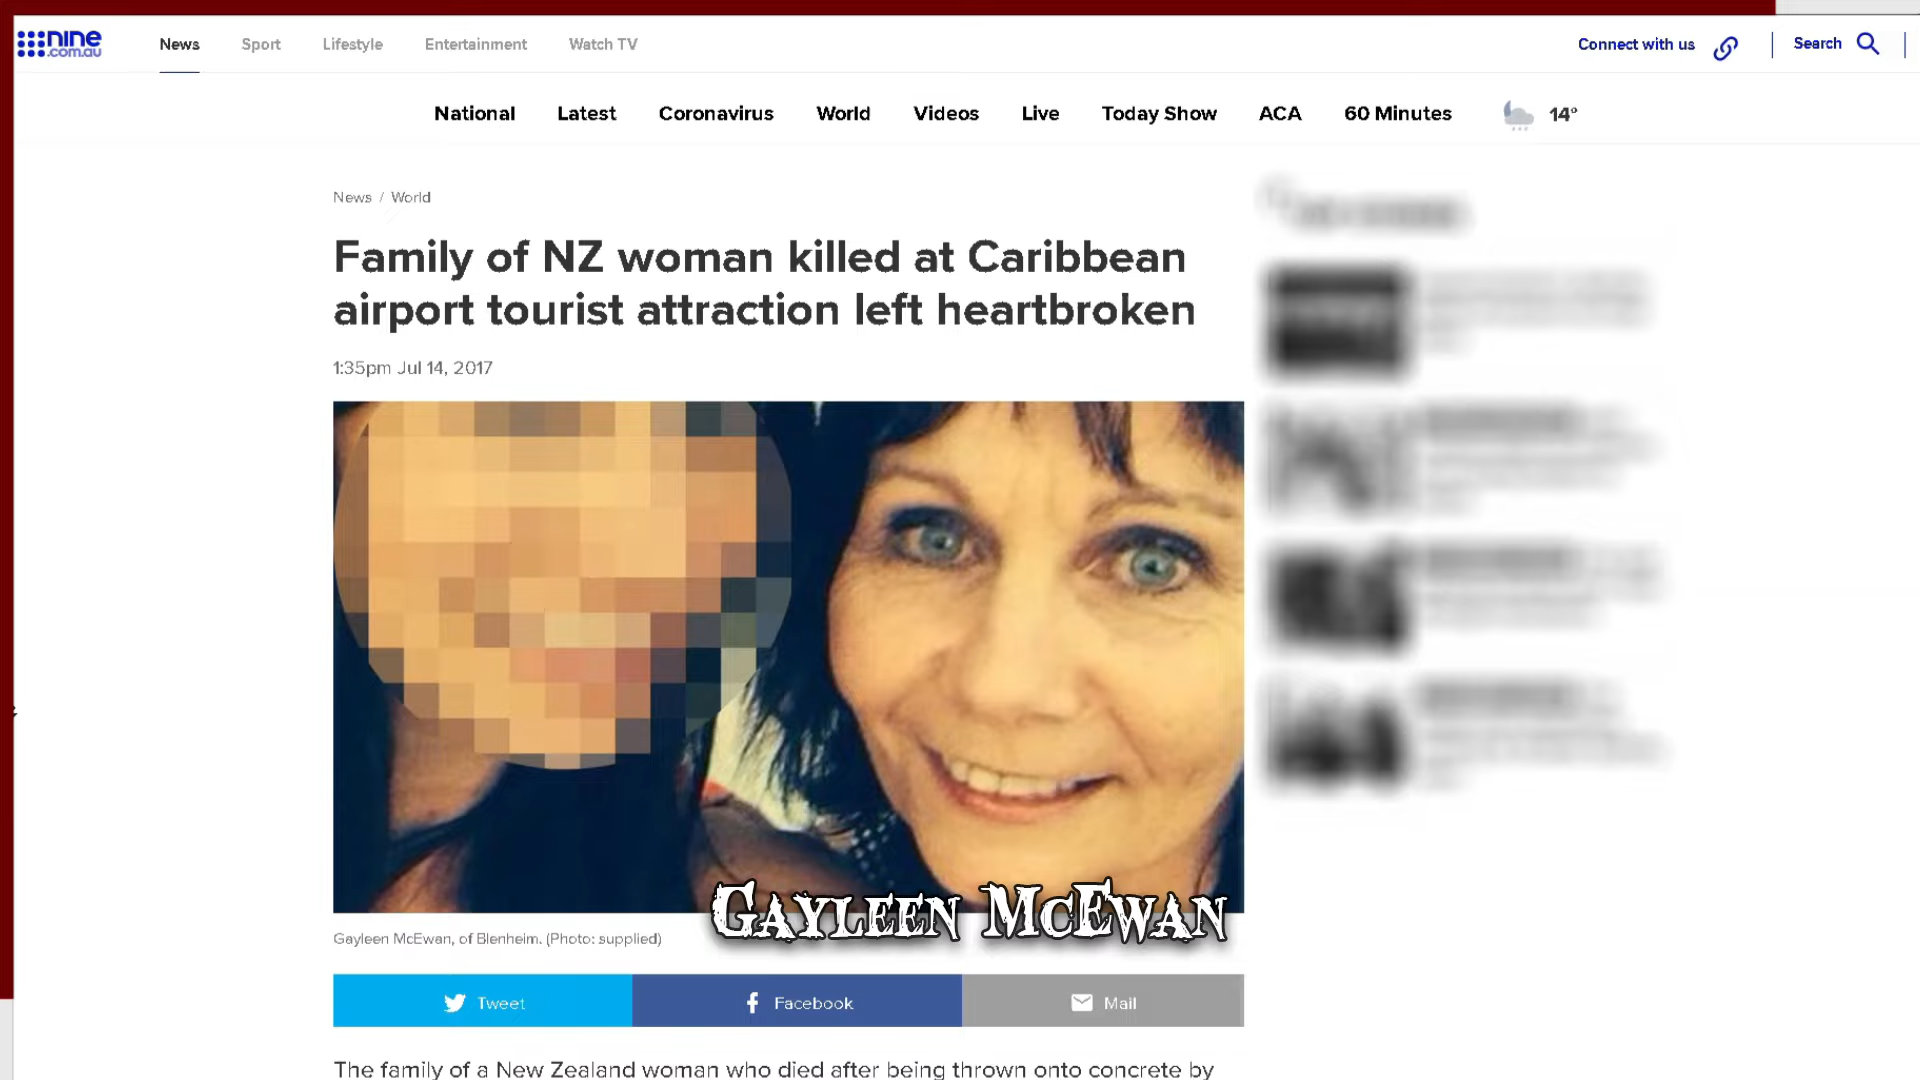 nine
.com.au
News Sport Lifestyle Entertainment Watch TV
Connect with us
Search
National Latest Coronavirus World Videos Live Today Show ACA 60 Minutes 14°
News / World
Family of NZ woman killed at Caribbean
airport tourist attraction left heartbroken
1:35pm Jul 14, 2017
Gayleen McEwan
Gayleen McEwan, of Blenheim. (Photo: supplied)
Tweet Facebook Mail
The family of a New Zealand woman who died after being thrown onto concrete by